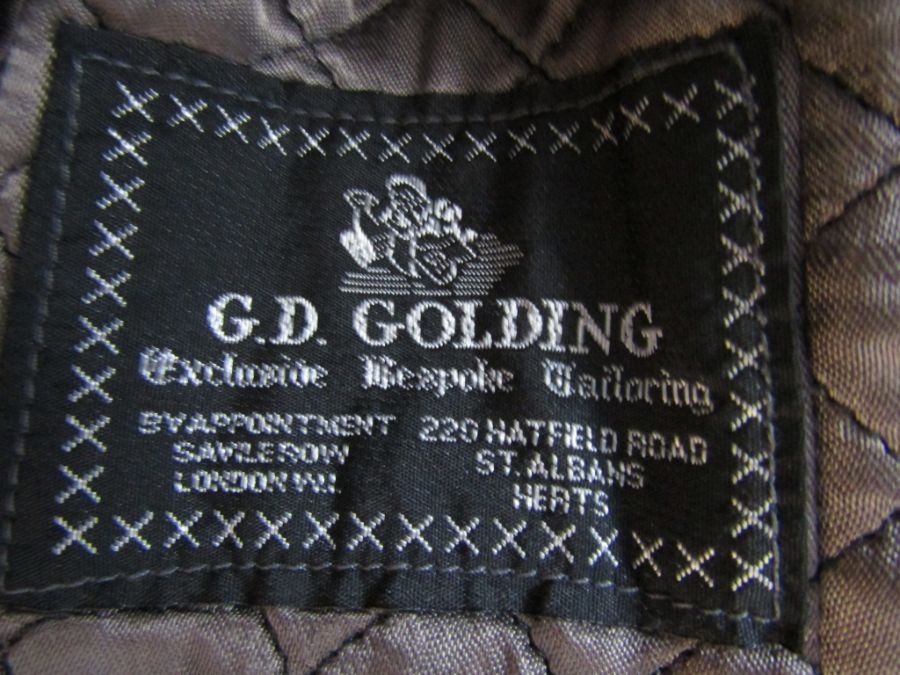 G.D. GOLDING
Exclusive Bespoke Tailoring
BY APPOINTMENT
SAVILE ROW
LONDON W1.
220 HATFIELD ROAD
ST. ALBANS
HERTS